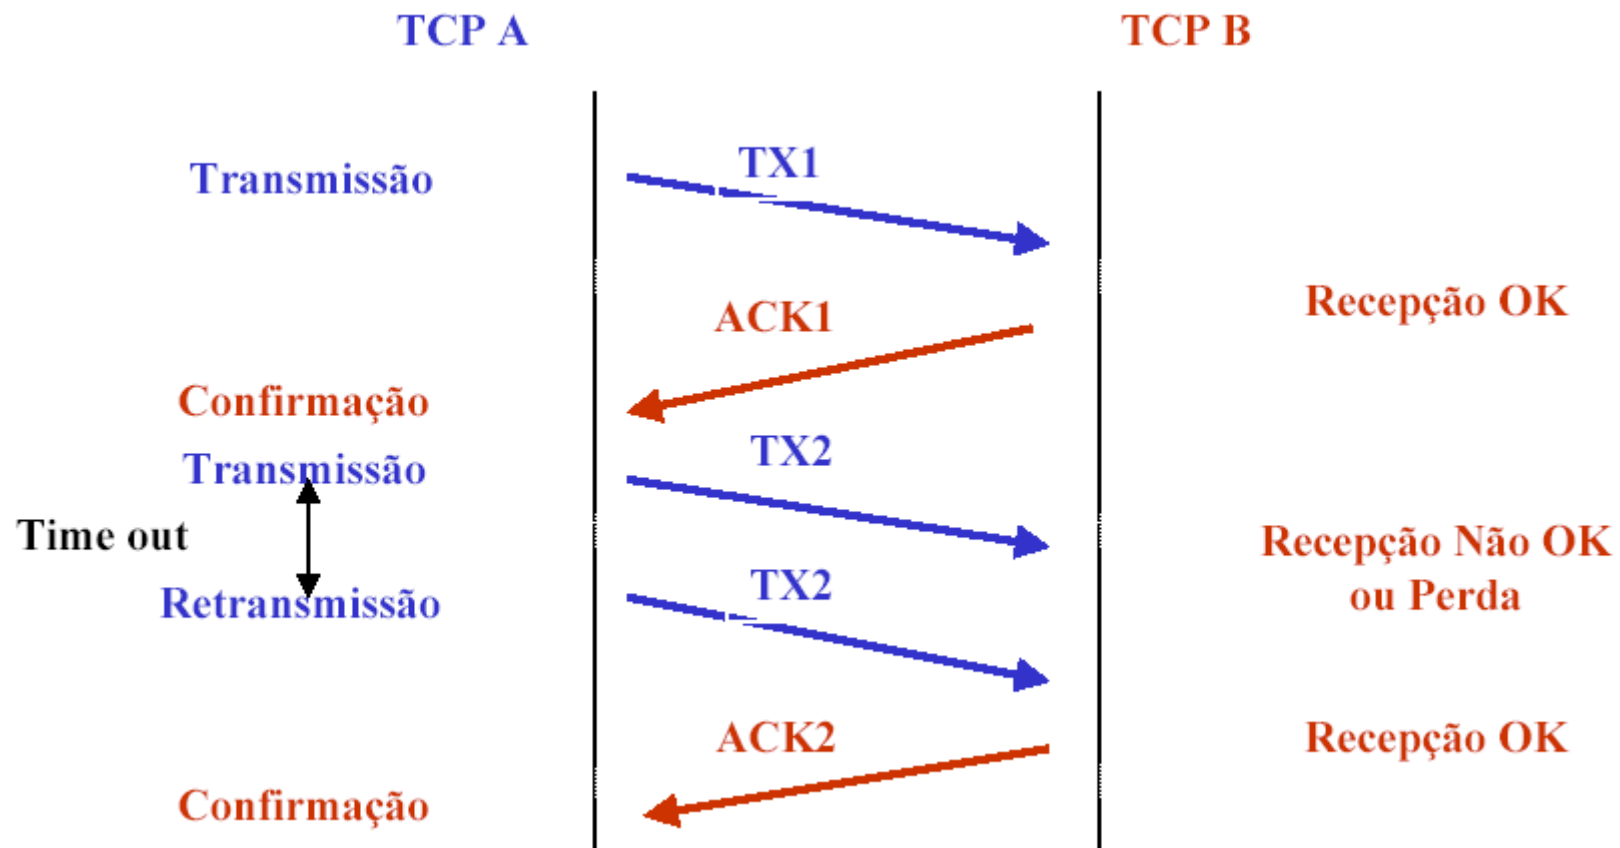 TCP A
TCP B
Transmissão
TX1
Recepção OK
ACK1
Confirmação
Transmissão
TX2
Time out
Recepção Não OK
ou Perda
Retransmissão
TX2
ACK2
Recepção OK
Confirmação